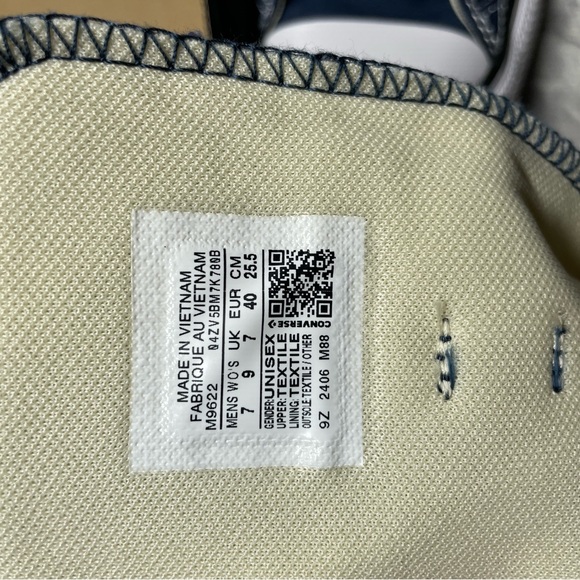 MADE IN VIETNAM
FABRIQUE AU VIETNAM
M9622 04ZV5BM7K780B
MENS WO'S UK EUR CM
7 9 7 40 25.5
GENDER:UNISEX
UPPER:TEXTILE
LINING:TEXTILE
OUTSOLE TEXTILE / OTHER
9Z 2406 M88
CONVERSE